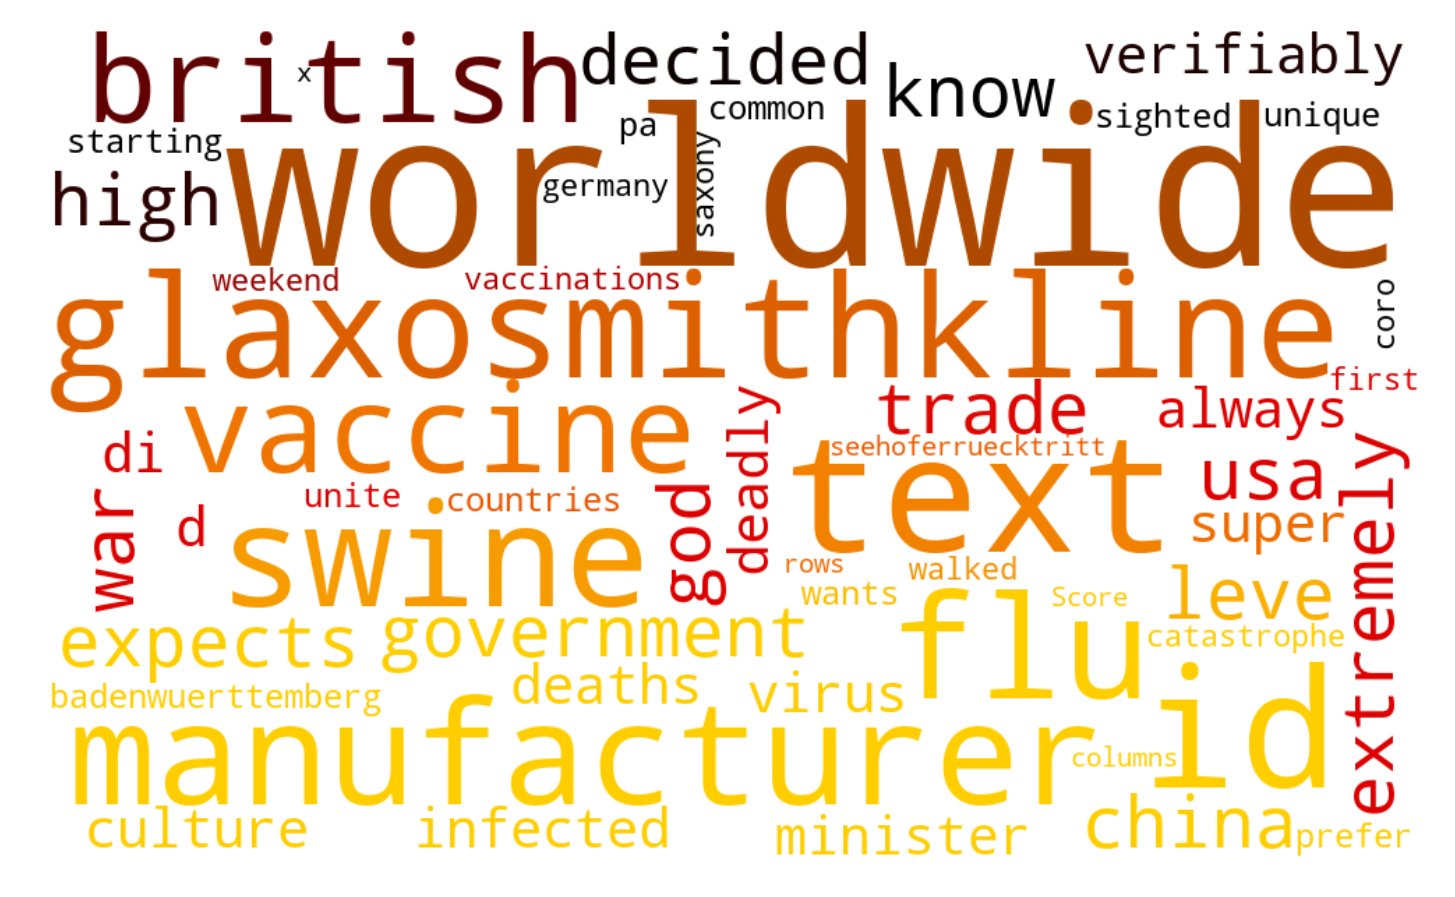 british
x
decided
know
verifiably
starting
pa
common
sighted
unique
high
worldwide
germany
saxony
weekend
vaccinations
glaxosmithkline
coro
first
vaccine
trade
always
di
deadly
seehoferruecktritt
text
usa
extremely
war
d
unite
countries
god
super
swine
rows
walked
wants
Score
leve
flu
expects
government
catastrophe
badenwuerttemberg
deaths
virus
id
manufacturer
columns
culture
infected
minister
china
prefer